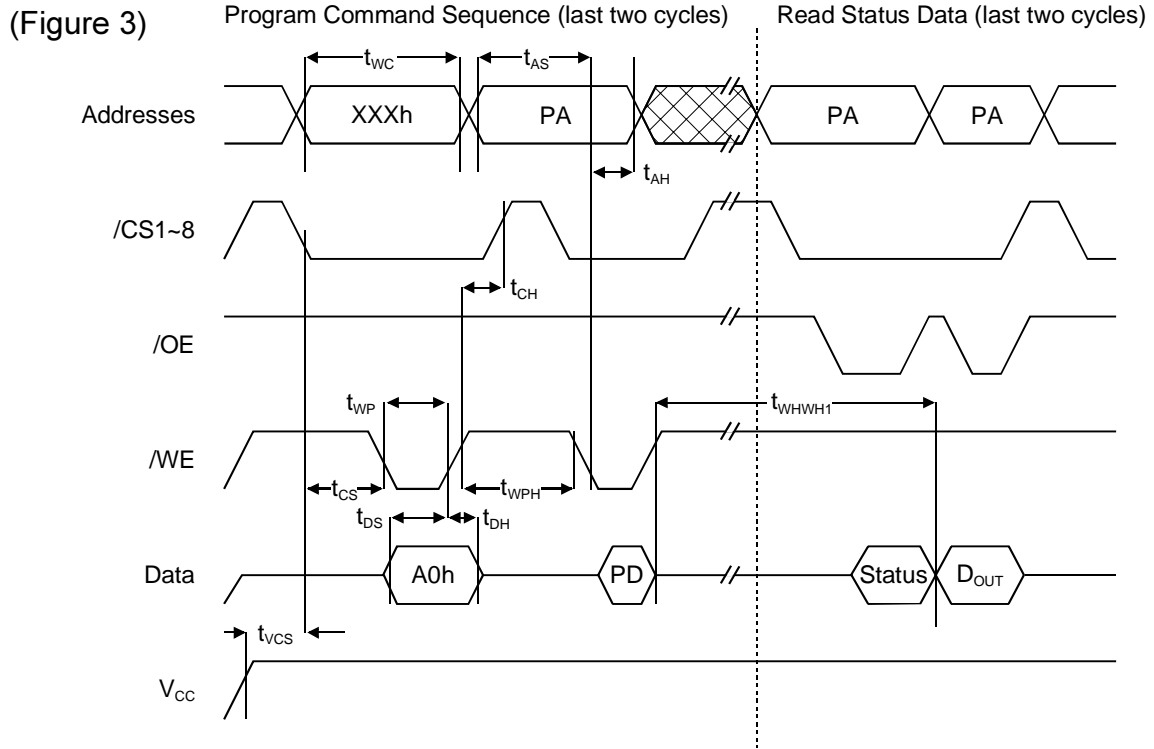 (Figure 3)
Program Command Sequence (last two cycles)
Read Status Data (last two cycles)
tWC
tAS
Addresses
XXXh
PA
PA
PA
tAH
/CS1~8
tCH
/OE
tWP
tWHWH1
/WE
tCS
tWPH
tDS
tDH
Data
A0h
PD
Status
DOUT
tVCS
VCC